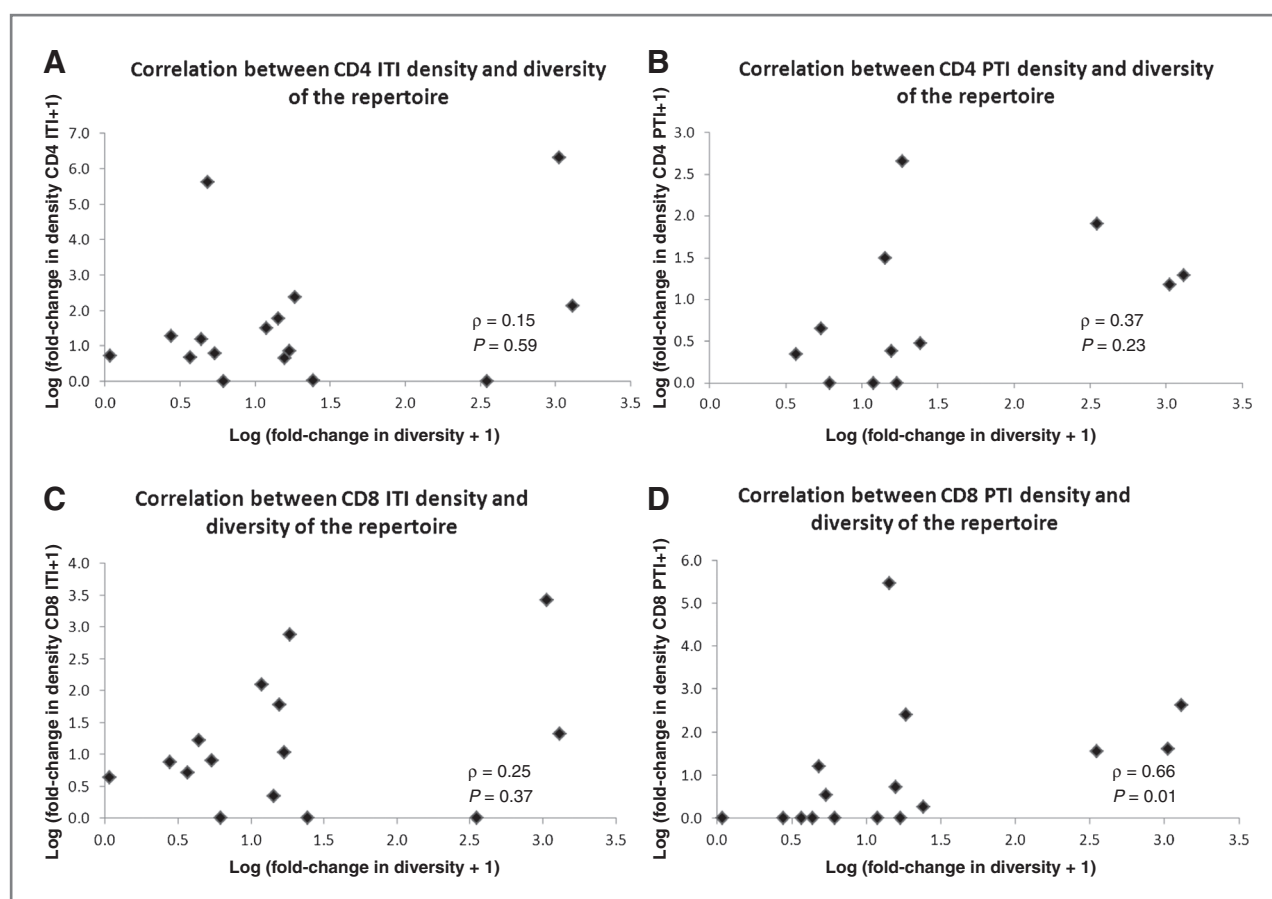 A
Correlation between CD4 ITI density and diversity
of the repertoire
Log (fold-change in density CD4 ITI+1)
7.0
6.0
5.0
4.0
3.0
2.0
1.0
0.0
ρ = 0.15
P = 0.59
0.0 0.5 1.0 1.5 2.0 2.5 3.0 3.5
Log (fold-change in diversity + 1)
B
Correlation between CD4 PTI density and diversity
of the repertoire
Log (fold-change in density CD4 PTI+1)
3.0
2.5
2.0
1.5
1.0
0.5
0.0
ρ = 0.37
P = 0.23
0.0 0.5 1.0 1.5 2.0 2.5 3.0 3.5
Log (fold-change in diversity + 1)
C
Correlation between CD8 ITI density and
diversity of the repertoire
Log (fold-change in density CD8 ITI+1)
4.0
3.5
3.0
2.5
2.0
1.5
1.0
0.5
0.0
ρ = 0.25
P = 0.37
0.0 0.5 1.0 1.5 2.0 2.5 3.0 3.5
Log (fold-change in diversity + 1)
D
Correlation between CD8 PTI density and
diversity of the repertoire
Log (fold-change in density CD8 PTI+1)
6.0
5.0
4.0
3.0
2.0
1.0
0.0
ρ = 0.66
P = 0.01
0.0 0.5 1.0 1.5 2.0 2.5 3.0 3.5
Log (fold-change in diversity + 1)